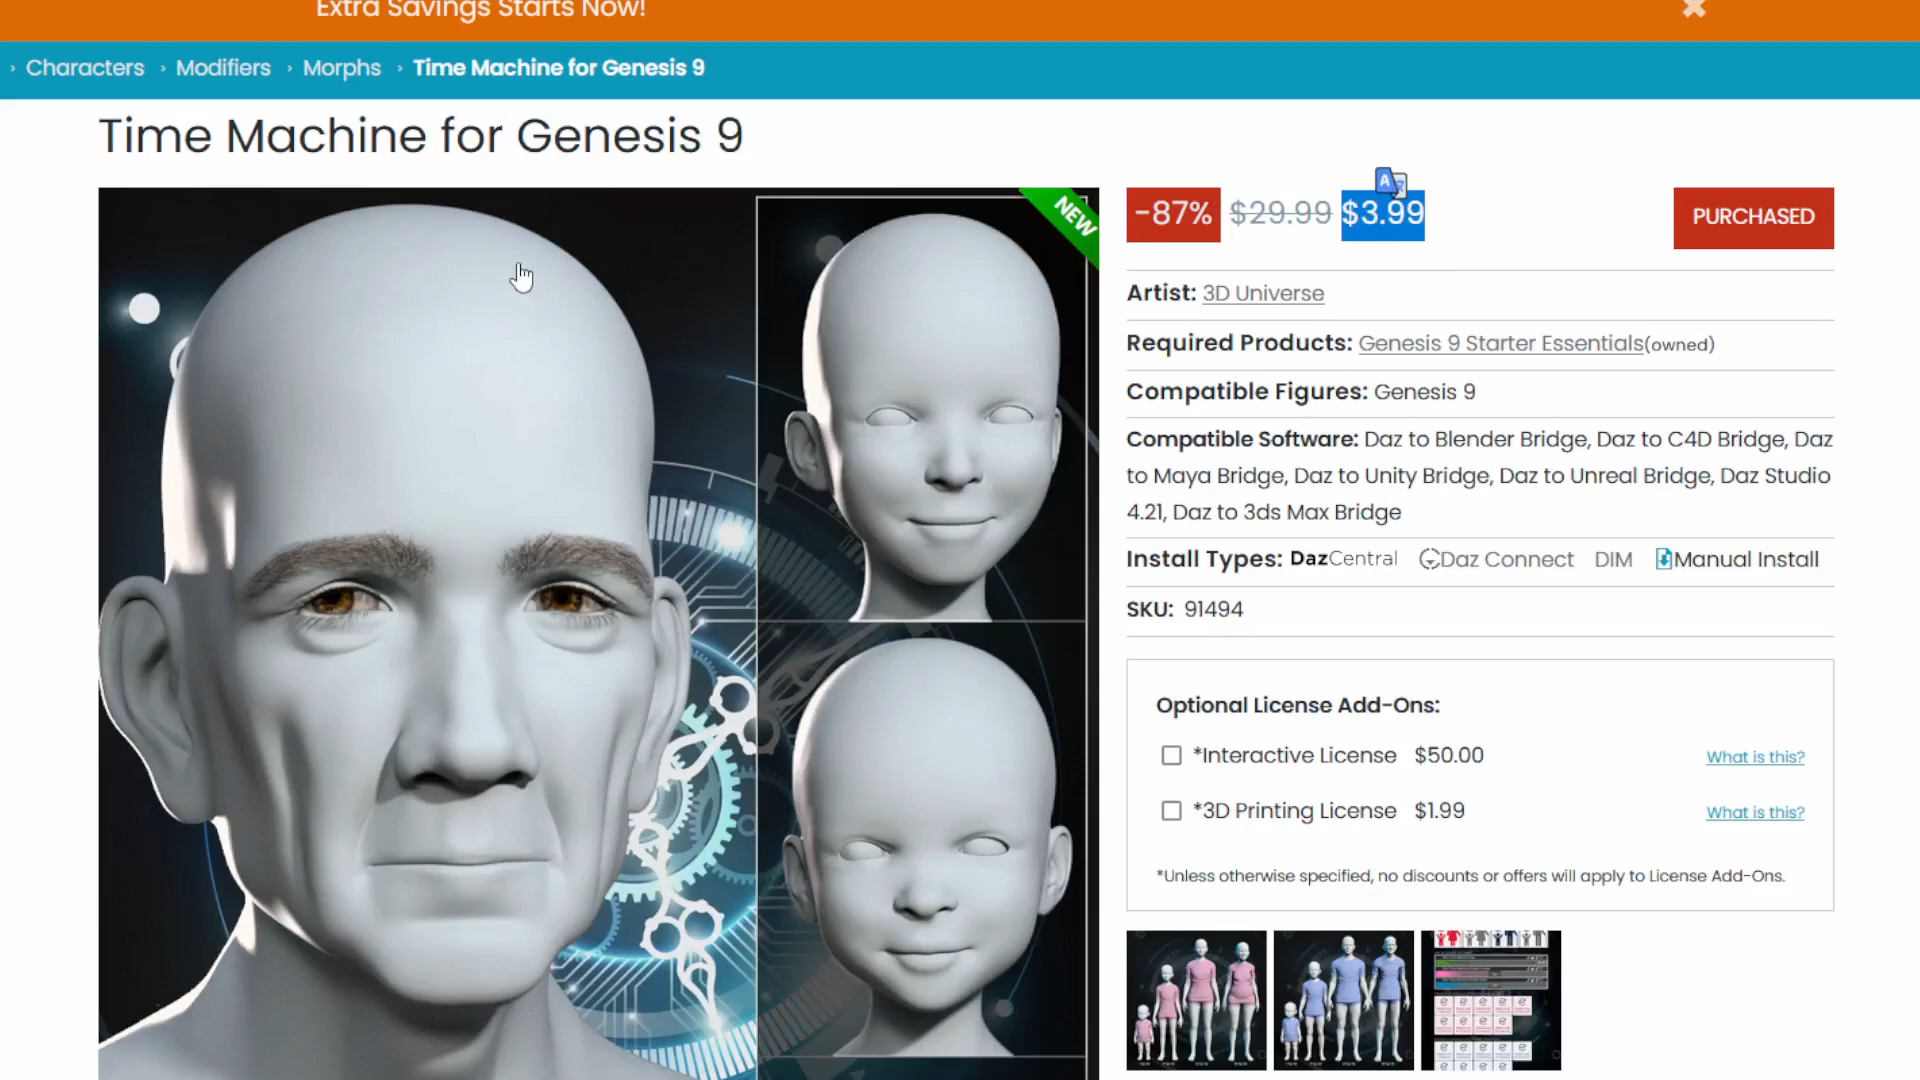 Extra Savings Starts Now!
› Characters › Modifiers › Morphs › Time Machine for Genesis 9
Time Machine for Genesis 9
NEW
-87% $29.99 $3.99
PURCHASED
Artist: 3D Universe
Required Products: Genesis 9 Starter Essentials(owned)
Compatible Figures: Genesis 9
Compatible Software: Daz to Blender Bridge, Daz to C4D Bridge, Daz
to Maya Bridge, Daz to Unity Bridge, Daz to Unreal Bridge, Daz Studio
4.21, Daz to 3ds Max Bridge
Install Types: DazCentral Daz Connect DIM Manual Install
SKU: 91494
Optional License Add-Ons:
*Interactive License $50.00 What is this?
*3D Printing License $1.99 What is this?
*Unless otherwise specified, no discounts or offers will apply to License Add-Ons.